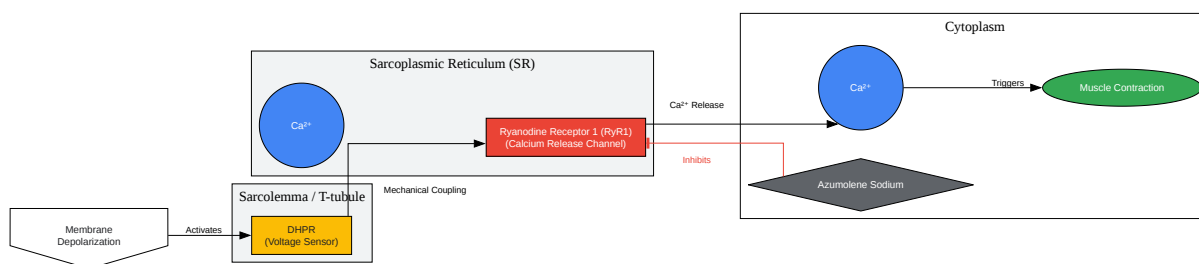 Cytoplasm
Sarcoplasmic Reticulum (SR)
Ca²⁺
Ryanodine Receptor 1 (RyR1)
(Calcium Release Channel)
Ca²⁺ Release
Ca²⁺
Triggers
Muscle Contraction
Inhibits
Azumolene Sodium
Mechanical Coupling
Sarcolemma / T-tubule
Membrane
Depolarization
Activates
DHPR
(Voltage Sensor)